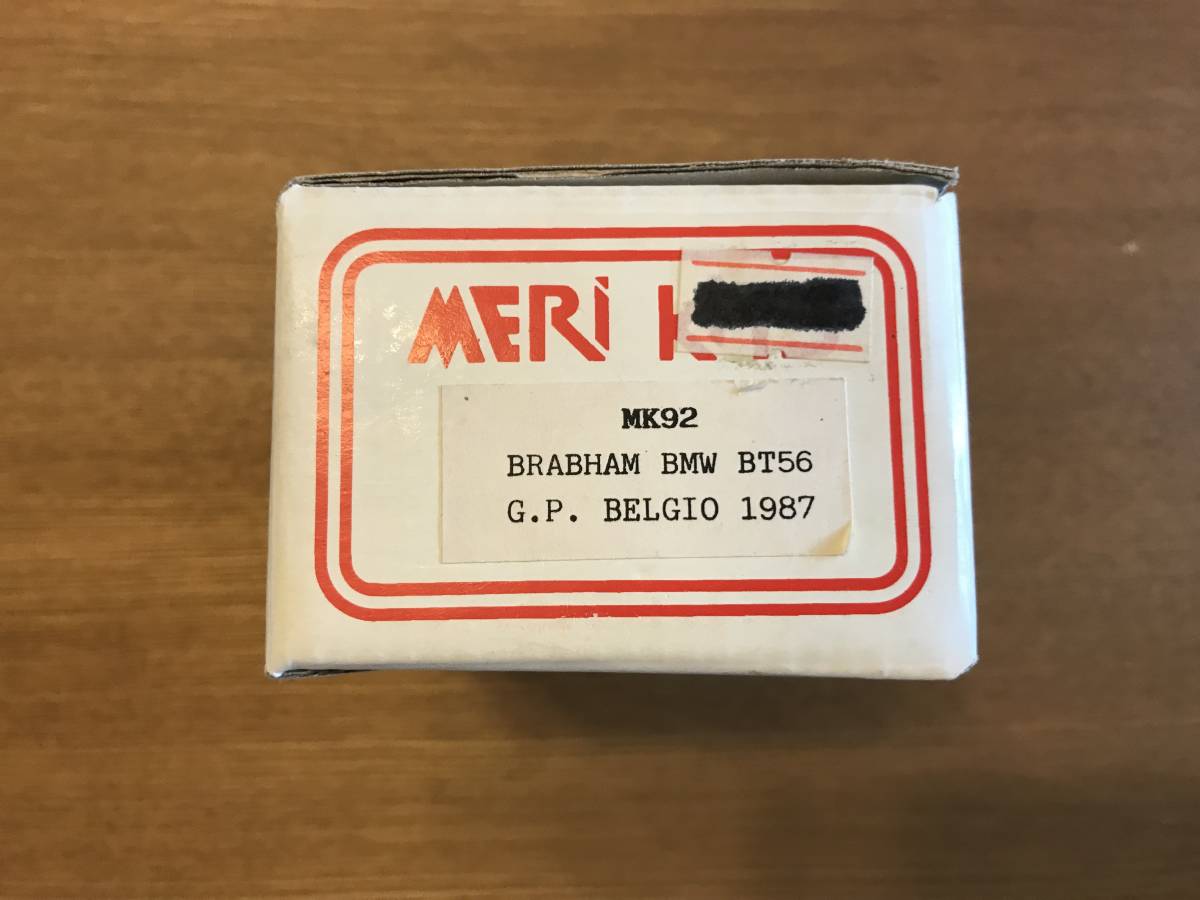 MERI
MK92
BRABHAM BMW BT56
G.P. BELGIO 1987